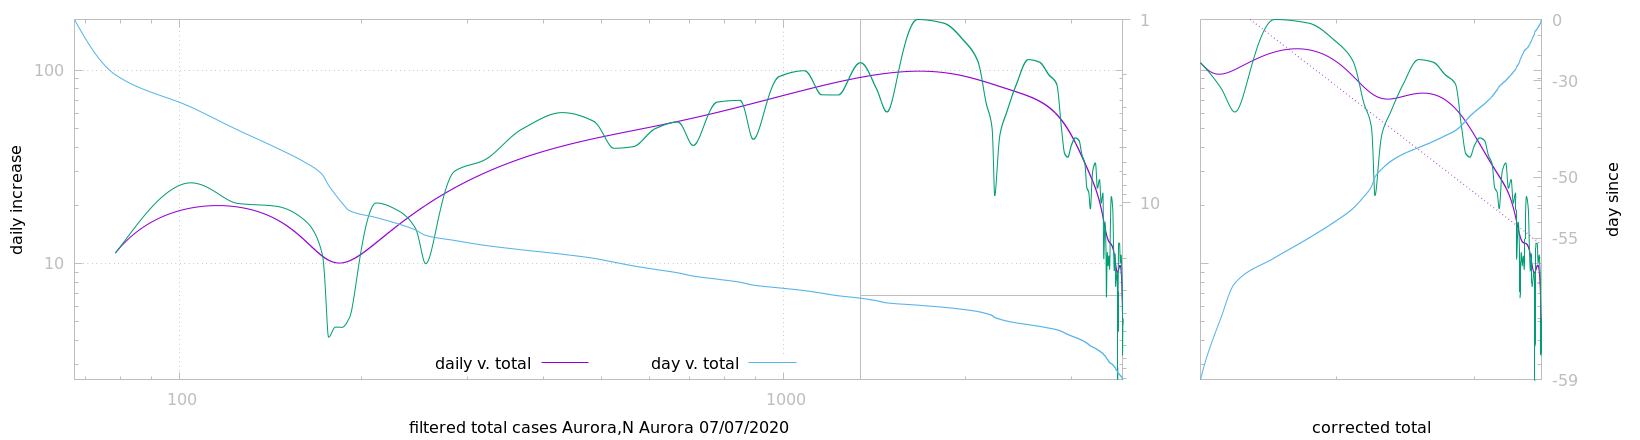 1
0
100
-30
daily increase
10
-50
day since
-55
10
daily v. total
day v. total
-59
100
1000
filtered total cases Aurora,N Aurora 07/07/2020
corrected total